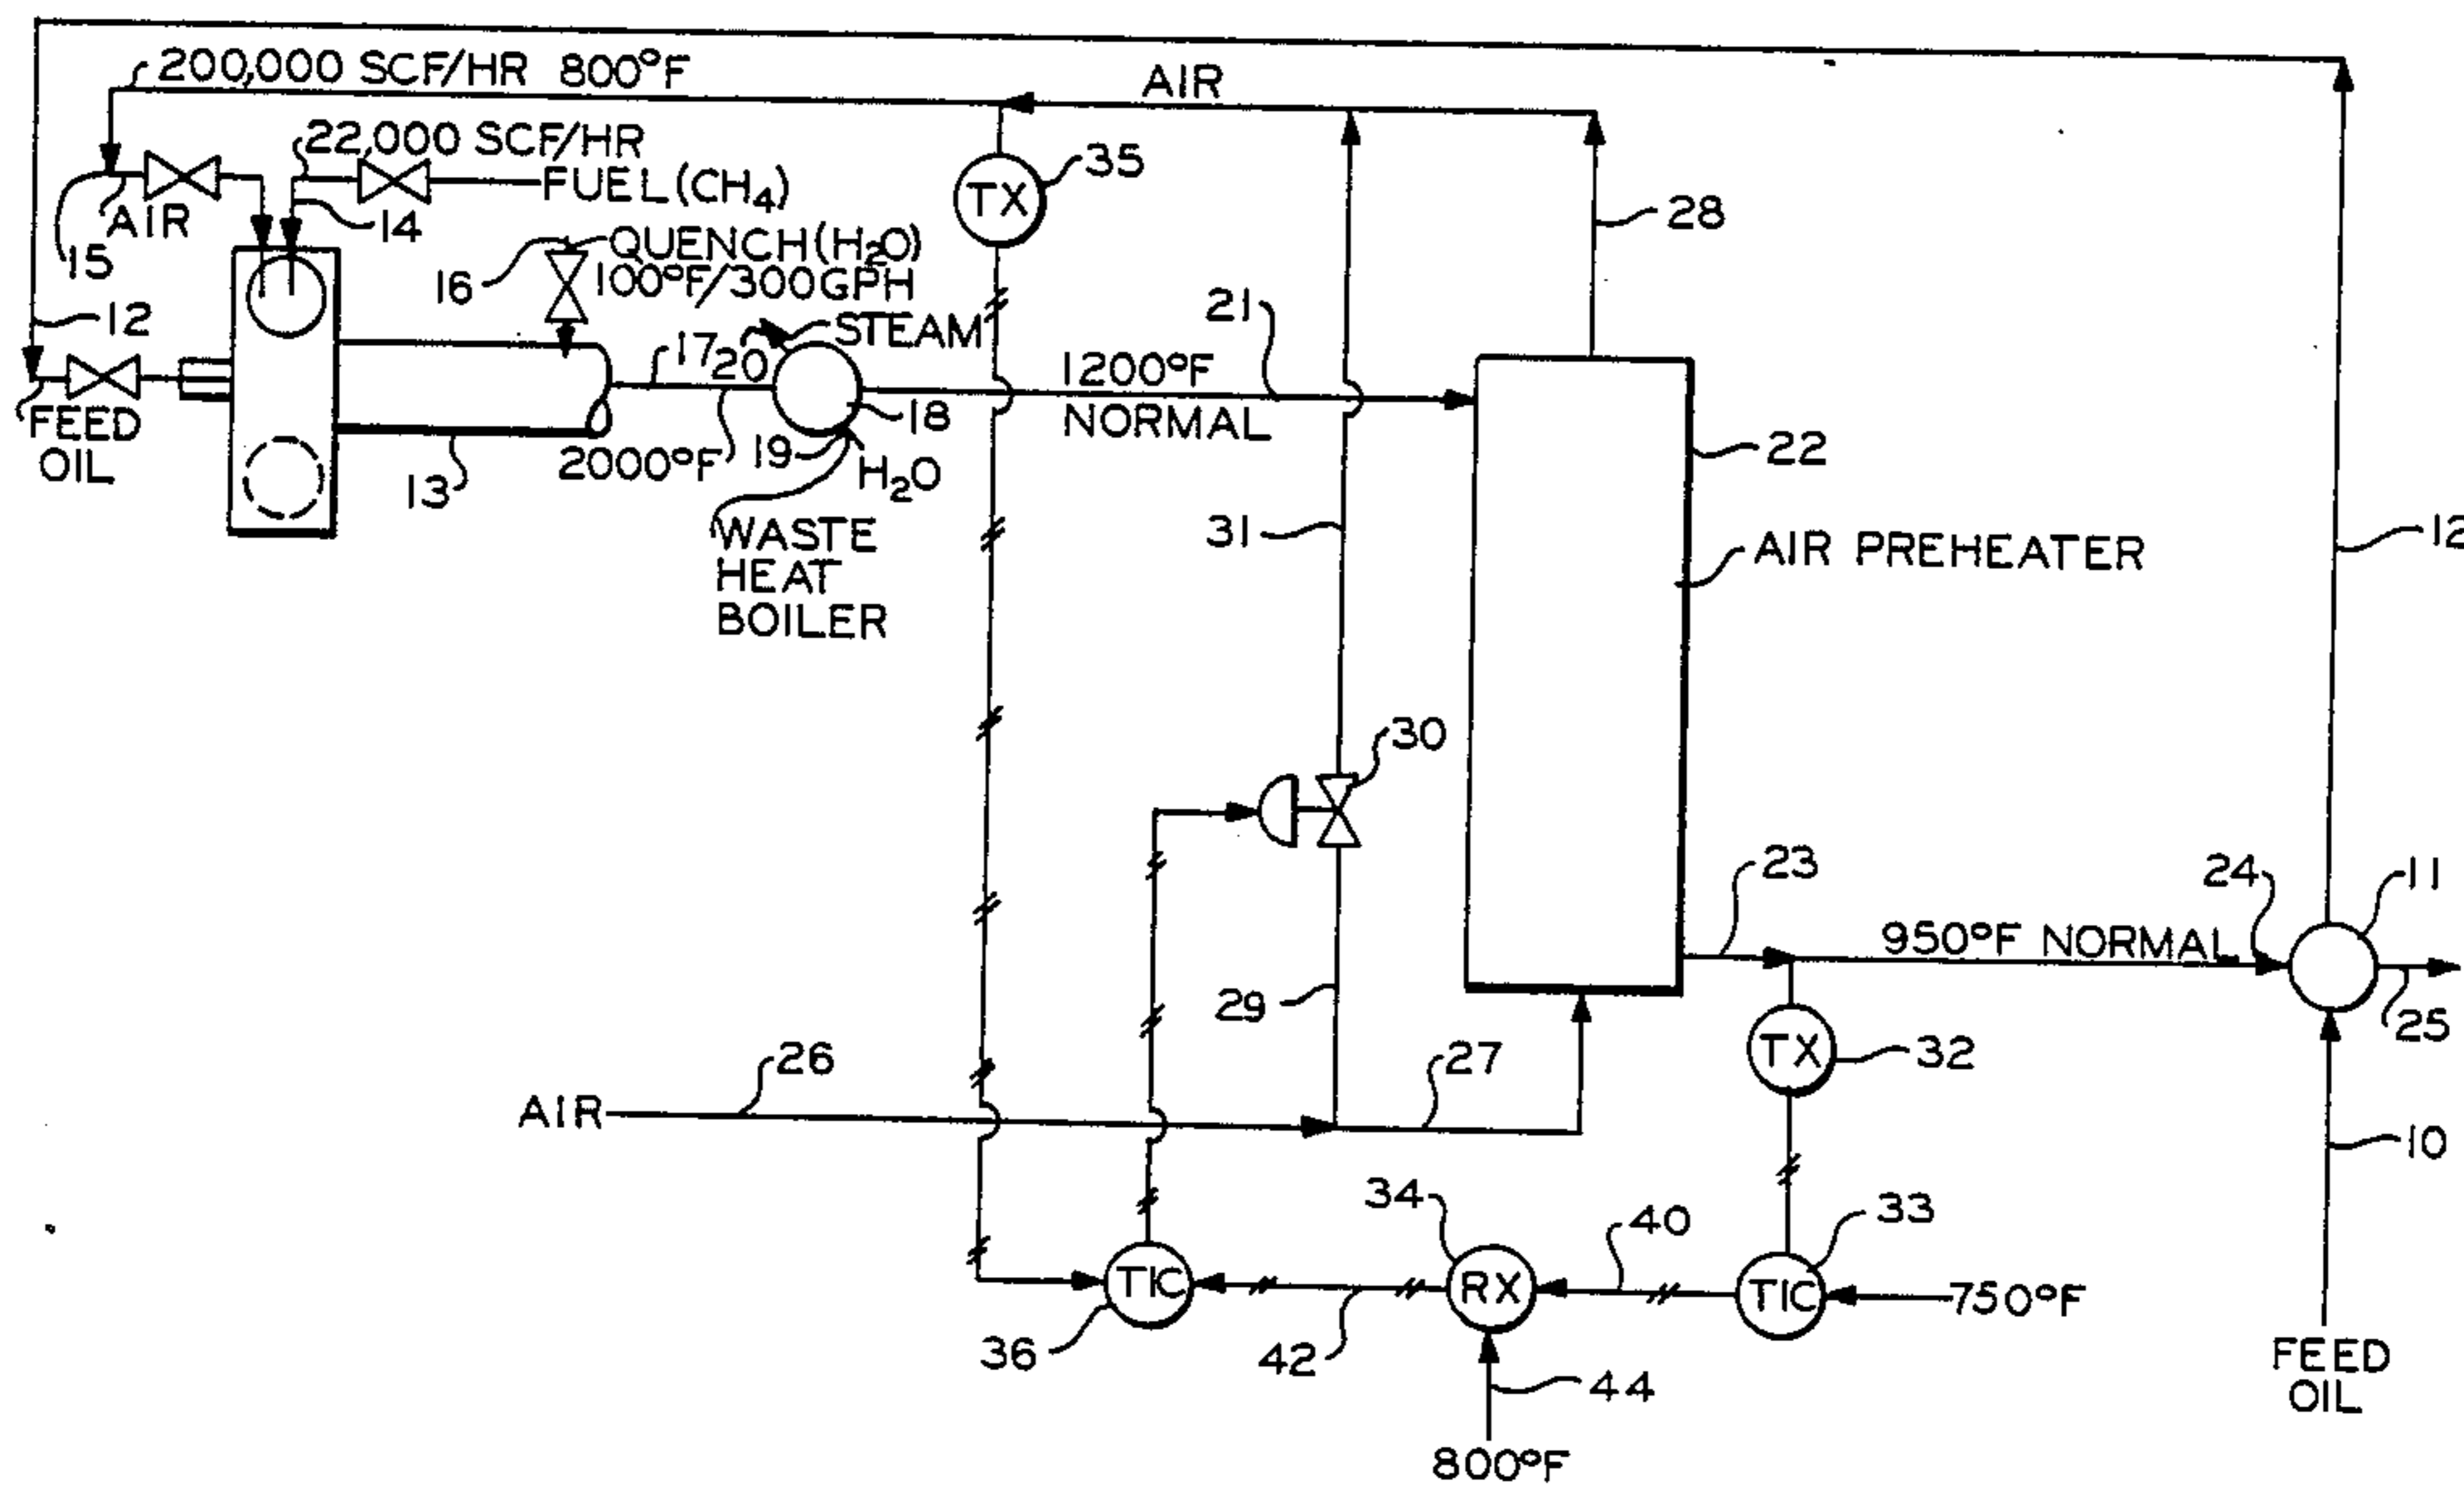 200,000 SCF/HR 800°F
AIR
22,000 SCF/HR
FUEL (CH4)
35
TX
AIR
14
28
15
QUENCH (H2O)
100°F/300GPH
16
12
21
STEAM
17
20
1200°F
NORMAL
FEED
OIL
18
22
2000°F
19
H2O
13
WASTE
HEAT
BOILER
31
AIR PREHEATER
12
30
23
24
11
950°F NORMAL
29
25
TX
32
26
27
AIR
10
34
40
33
TIC
RX
TIC
750°F
36
42
44
FEED
OIL
800°F